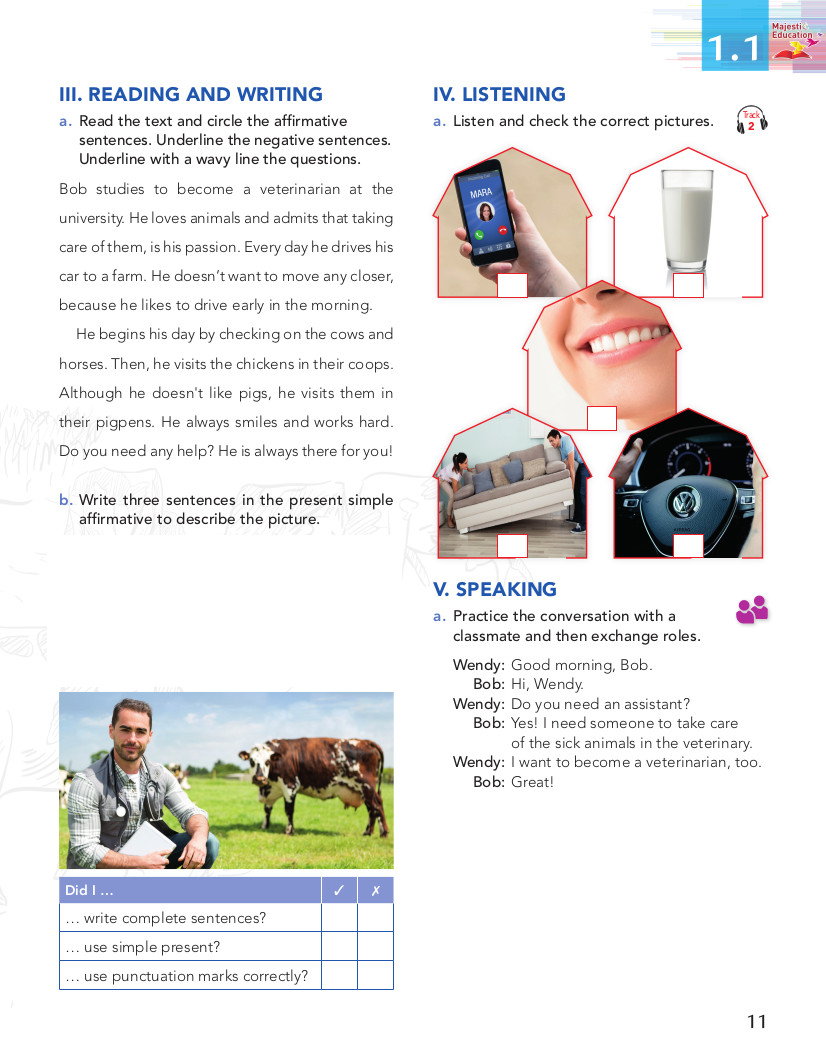 1.1
Majestic
Education
III. READING AND WRITING
a. Read the text and circle the affirmative
sentences. Underline the negative sentences.
Underline with a wavy line the questions.
Bob studies to become a veterinarian at the
university. He loves animals and admits that taking
care of them, is his passion. Every day he drives his
car to a farm. He doesn’t want to move any closer,
because he likes to drive early in the morning.
He begins his day by checking on the cows and
horses. Then, he visits the chickens in their coops.
Although he doesn't like pigs, he visits them in
their pigpens. He always smiles and works hard.
Do you need any help? He is always there for you!
b. Write three sentences in the present simple
affirmative to describe the picture.
Did I ... ✓ ✗
... write complete sentences?
... use simple present?
... use punctuation marks correctly?
IV. LISTENING
a. Listen and check the correct pictures.
Track
2
MARA
V. SPEAKING
a. Practice the conversation with a
classmate and then exchange roles.
Wendy: Good morning, Bob.
Bob: Hi, Wendy.
Wendy: Do you need an assistant?
Bob: Yes! I need someone to take care
of the sick animals in the veterinary.
Wendy: I want to become a veterinarian, too.
Bob: Great!
11